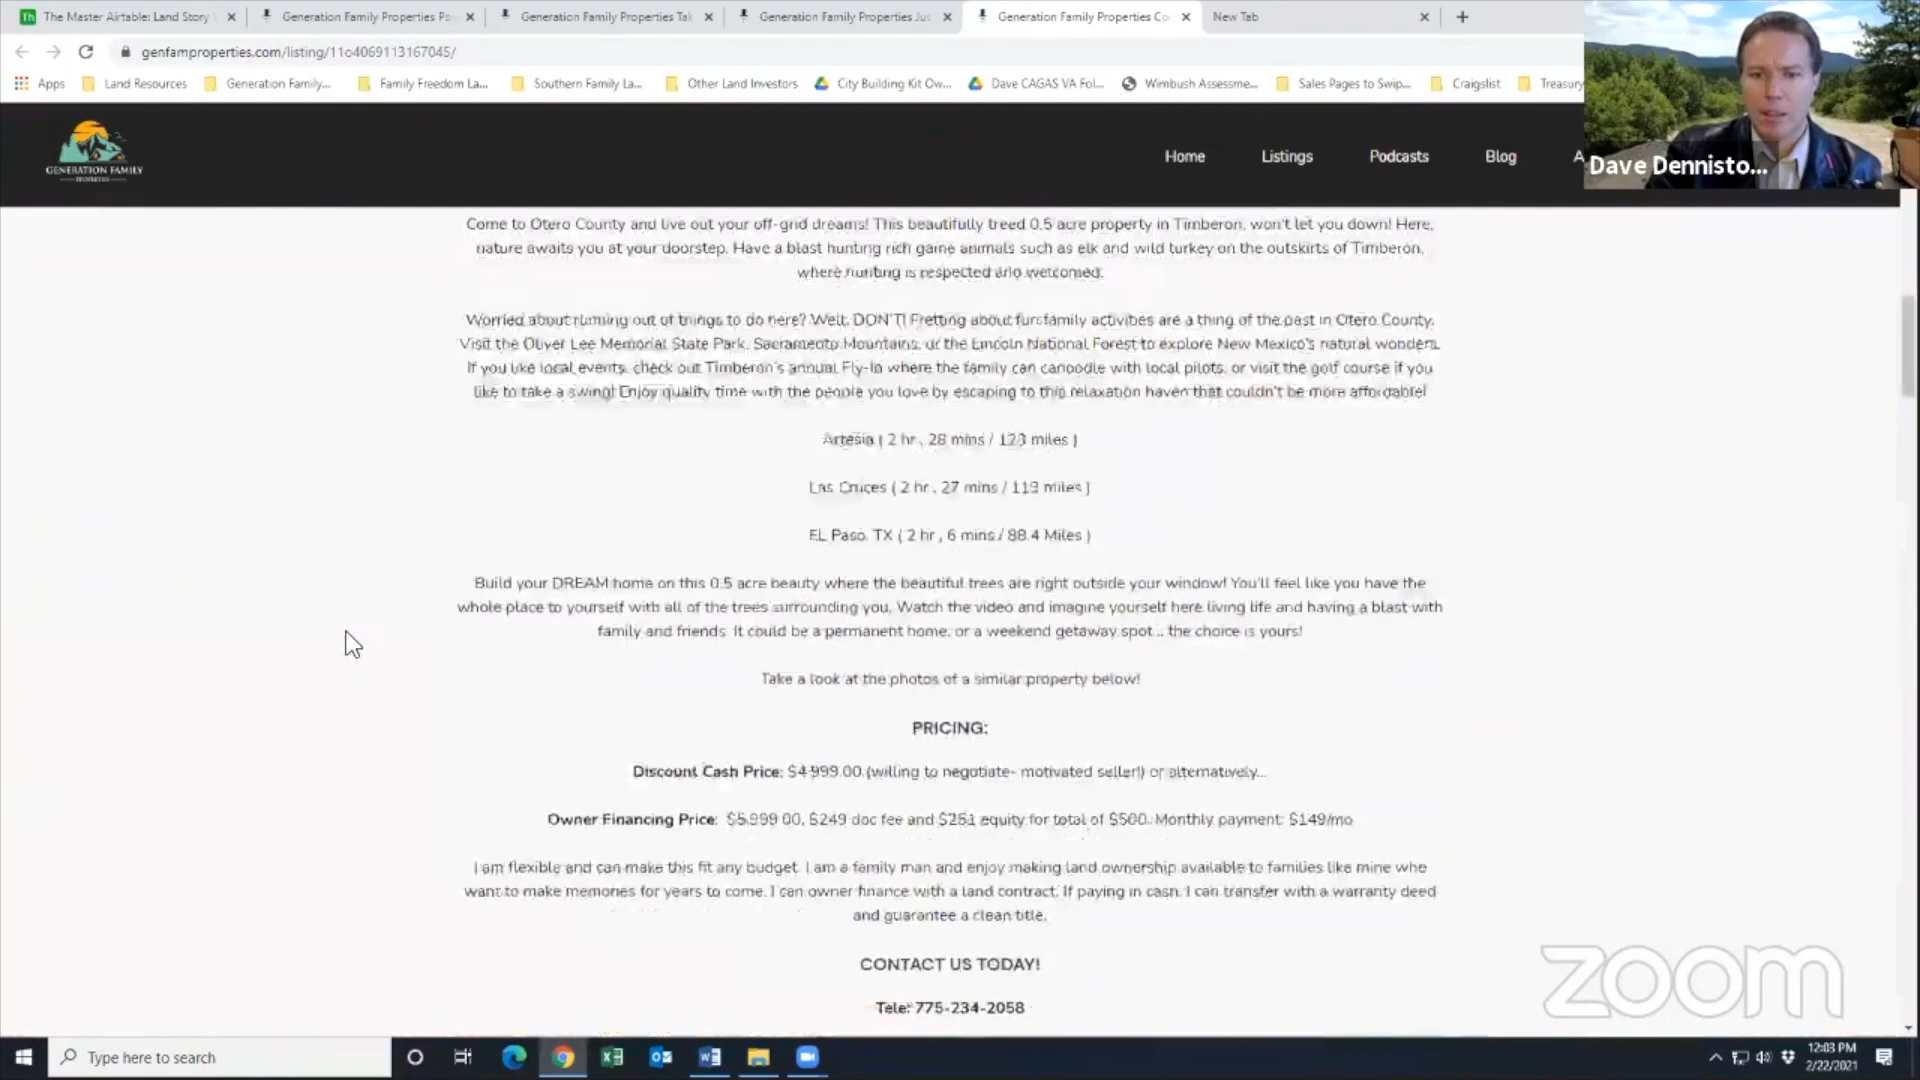 The Master Airtable: Land Story
Generation Family Properties Po
Generation Family Properties Tak
Generation Family Properties Jus
Generation Family Properties Co
New Tab
genfamproperties.com/listing/11o4069113167045/
Apps
Land Resources
Generation Family...
Family Freedom La...
Southern Family La...
Other Land Investors
City Building Kit Ow...
Dave CAGAS VA Fol...
Wimbush Assessme...
Sales Pages to Swip...
Craigslist
Treasury
GENERATION FAMILY
PROPERTIES
Home
Listings
Podcasts
Blog
A
Dave Dennisto...
Come to Otero County and live out your off-grid dreams! This beautifully treed 0.5 acre property in Timberon, won't let you down! Here,
nature awaits you at your doorstep. Have a blast hunting rich game animals such as elk and wild turkey on the outskirts of Timberon,
where hunting is respected and welcomed.
Worried about running out of things to do here? Well, DON'T! Fretting about fun family activities are a thing of the past in Otero County.
Visit the Oliver Lee Memorial State Park, Sacramento Mountains, or the Lincoln National Forest to explore New Mexico's natural wonders.
If you like local events, check out Timberon's annual Fly-In where the family can canoodle with local pilots, or visit the golf course if you
like to take a swing! Enjoy quality time with the people you love by escaping to this relaxation haven that couldn't be more affordable!
Artesia ( 2 hr , 28 mins / 123 miles )
Las Cruces ( 2 hr , 27 mins / 119 miles )
EL Paso, TX ( 2 hr , 6 mins / 88.4 Miles )
Build your DREAM home on this 0.5 acre beauty where the beautiful trees are right outside your window! You'll feel like you have the
whole place to yourself with all of the trees surrounding you. Watch the video and imagine yourself here living life and having a blast with
family and friends. It could be a permanent home, or a weekend getaway spot... the choice is yours!
Take a look at the photos of a similar property below!
PRICING:
Discount Cash Price: $4,999.00 (willing to negotiate- motivated seller!) or alternatively...
Owner Financing Price: $5,999.00, $249 doc fee and $251 equity for total of $500. Monthly payment: $149/mo
I am flexible and can make this fit any budget. I am a family man and enjoy making land ownership available to families like mine who
want to make memories for years to come. I can owner finance with a land contract. If paying in cash, I can transfer with a warranty deed
and guarantee a clean title.
CONTACT US TODAY!
Tele: 775-234-2058
zoom
Type here to search
12:03 PM
2/22/2021